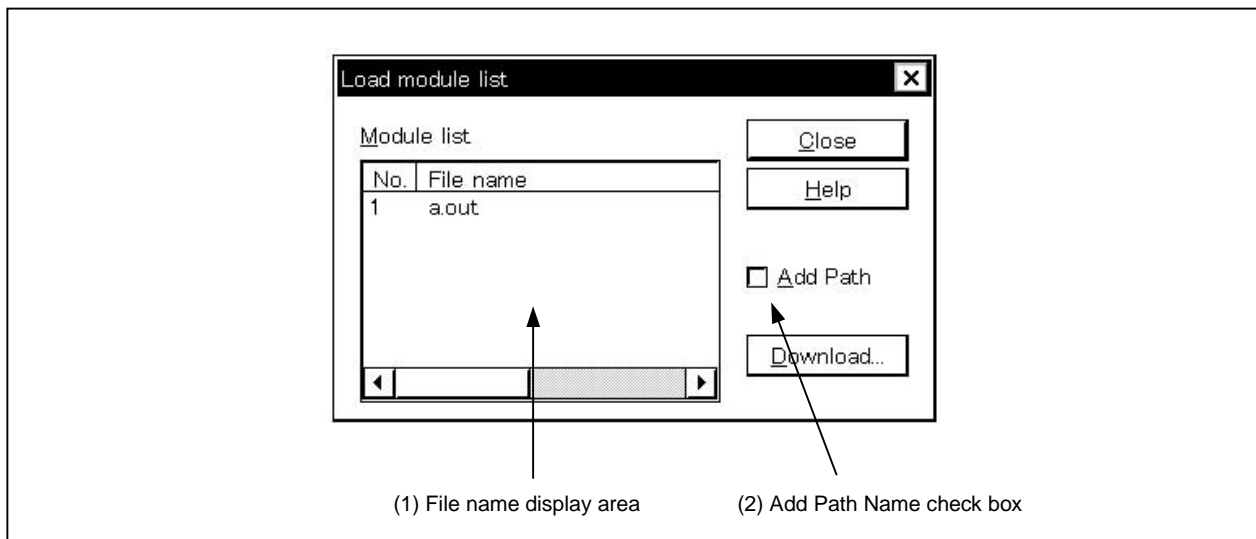 Load module list
Module list
Close
No. File name
Help
1 a.out
Add Path
Download...
(1) File name display area
(2) Add Path Name check box